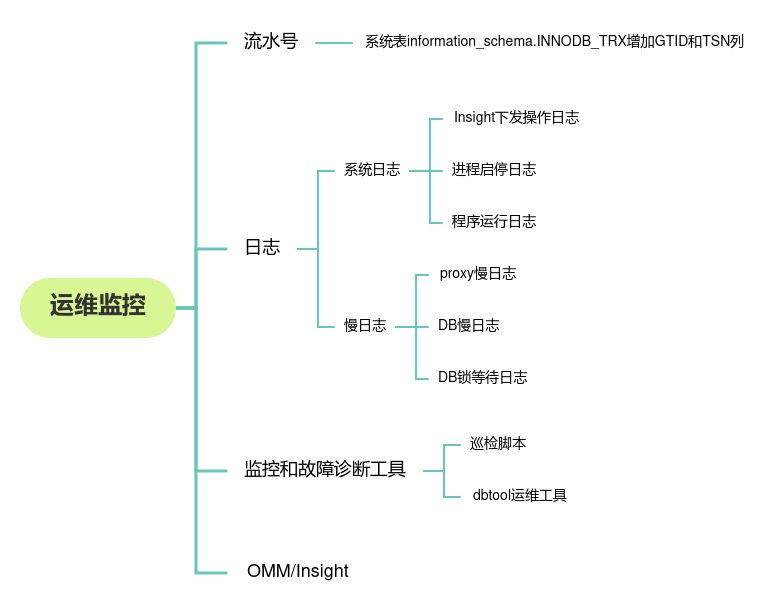 运维监控
流水号
系统表information_schema.INNODB_TRX增加GTID和TSN列
日志
系统日志
Insight下发操作日志
进程启停日志
程序运行日志
慢日志
proxy慢日志
DB慢日志
DB锁等待日志
监控和故障诊断工具
巡检脚本
dbtool运维工具
OMM/Insight